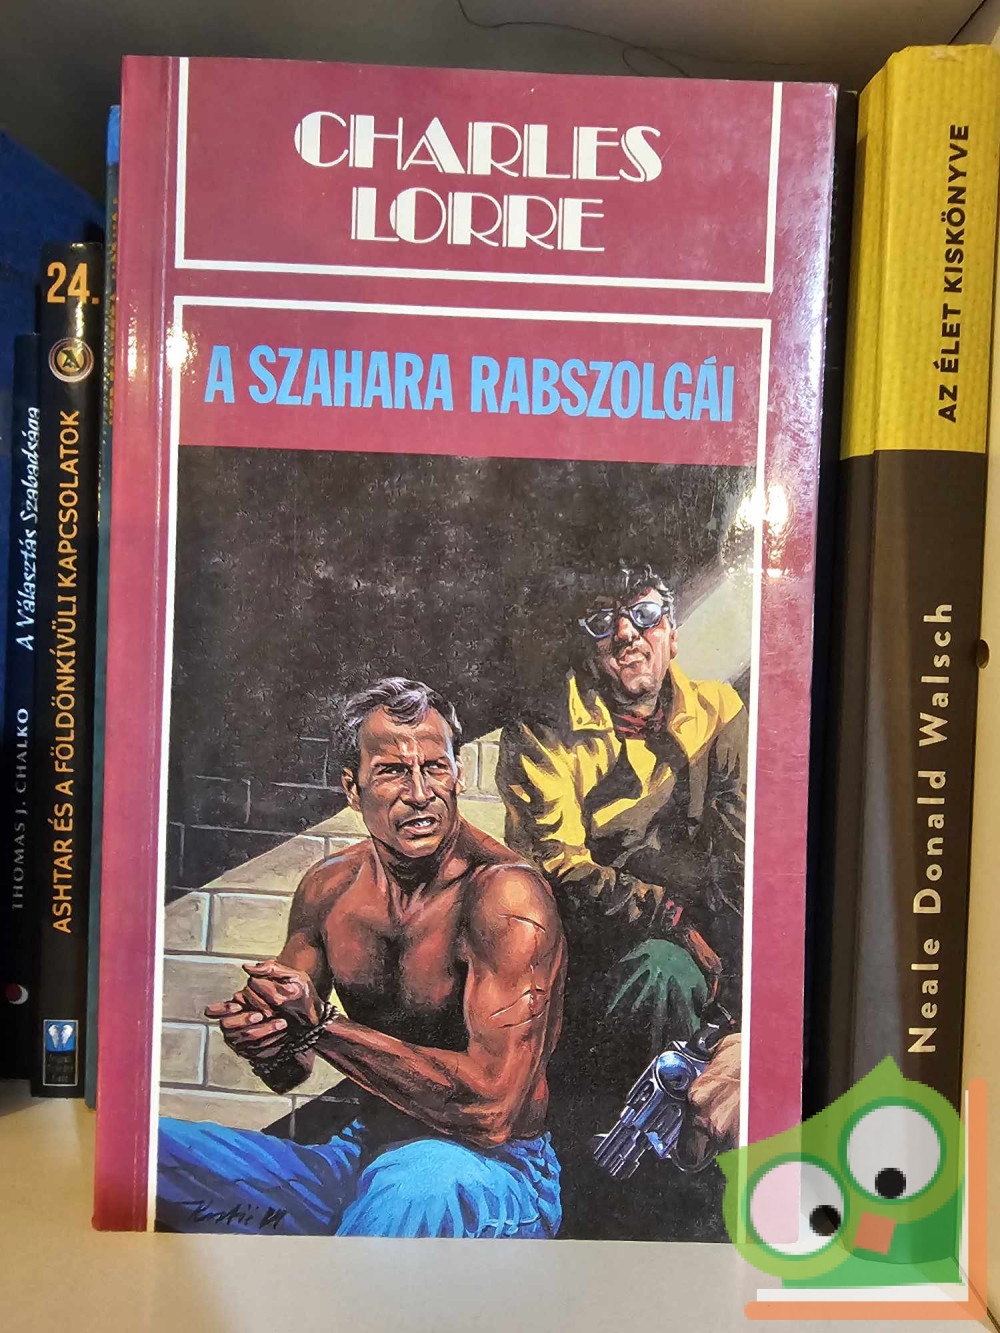 CHARLES
LORRE
A SZAHARA RABSZOLGÁI
24.
A Választás Szabadsága
THOMAS J. CHALKO
ASHTAR ÉS A FÖLDÖNKÍVÜLI KAPCSOLATOK
AZ ÉLET KISKÖNYVE
Neale Donald Walsch